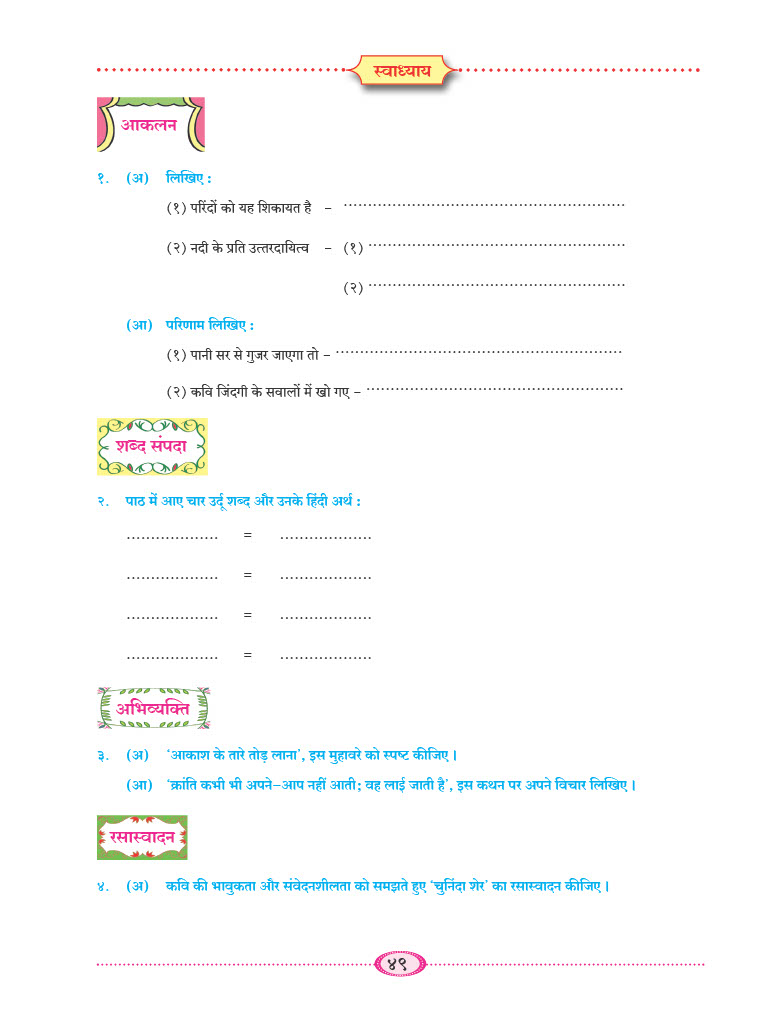 स्वाध्याय
आकलन
१. (अ) लिखिए :
(१) परिंदों को यह शिकायत है – ..........................................................
(२) नदी के प्रति उत्तरदायित्व – (१) .....................................................
(२) .....................................................
(आ) परिणाम लिखिए :
(१) पानी सर से गुजर जाएगा तो – ...........................................................
(२) कवि जिंदगी के सवालों में खो गए – .....................................................
शब्द संपदा
२. पाठ में आए चार उर्दू शब्द और उनके हिंदी अर्थ :
................... = ...................
................... = ...................
................... = ...................
................... = ...................
अभिव्यक्ति
३. (अ) ‘आकाश के तारे तोड़ लाना’, इस मुहावरे को स्पष्ट कीजिए ।
(आ) ‘क्रांति कभी भी अपने-आप नहीं आती; वह लाई जाती है’, इस कथन पर अपने विचार लिखिए ।
रसास्वादन
४. (अ) कवि की भावुकता और संवेदनशीलता को समझते हुए ‘चुनिंदा शेर’ का रसास्वादन कीजिए ।
४९